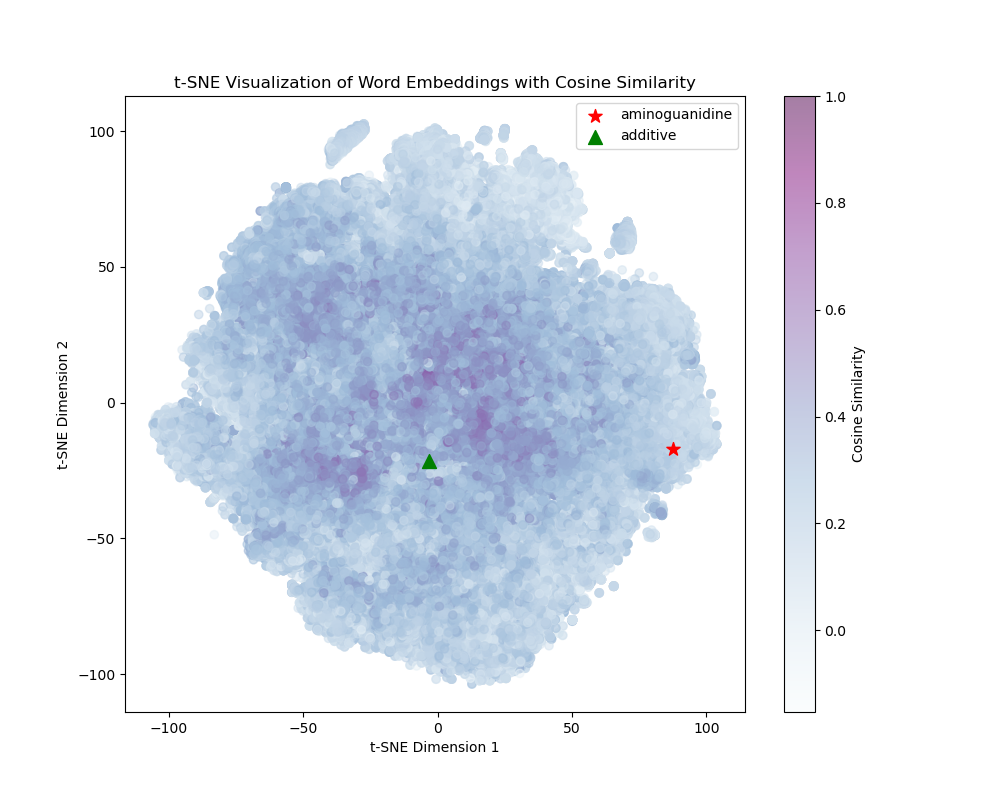 t-SNE Visualization of Word Embeddings with Cosine Similarity
aminoguanidine
additive
100
50
0
−50
−100
t-SNE Dimension 2
−100
−50
0
50
100
t-SNE Dimension 1
1.0
0.8
0.6
0.4
0.2
0.0
Cosine Similarity